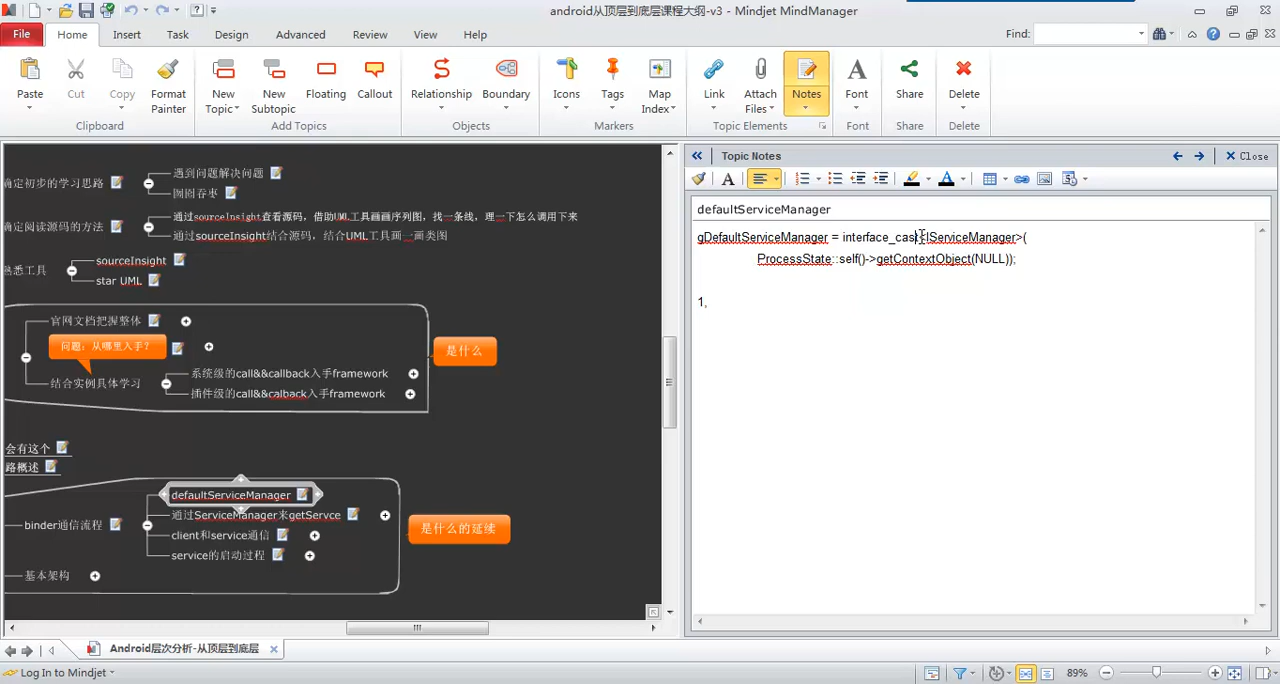 android从顶层到底层课程大纲-v3 - Mindjet MindManager
File Home Insert Task Design Advanced Review View Help Find:
Paste Cut Copy Format Painter New Topic New Subtopic Floating Callout Relationship Boundary Icons Tags Map Index Link Attach Files Notes Font Share Delete
Clipboard Add Topics Objects Markers Topic Elements Font Share Delete
Topic Notes Close
defaultServiceManager
gDefaultServiceManager = interface_cast<IServiceManager>(
ProcessState::self()->getContextObject(NULL));
1,
确定初步的学习思路
遇到问题解决问题
囫囵吞枣
确定阅读源码的方法
通过sourceInsight查看源码，借助UML工具画画序列图，找一条线，理一下怎么调用下来
通过sourceInsight结合源码，结合UML工具画一画类图
熟悉工具
sourceInsight
star UML
官网文档把握整体
问题：从哪里入手？
结合实例具体学习
系统级的call&&callback入手framework
插件级的call&&calback入手framework
是什么
会有这个
路概述
binder通信流程
defaultServiceManager
通过ServiceManager来getServce
client和service通信
service的启动过程
是什么的延续
基本架构
Android层次分析-从顶层到底层
Log In to Mindjet
89%